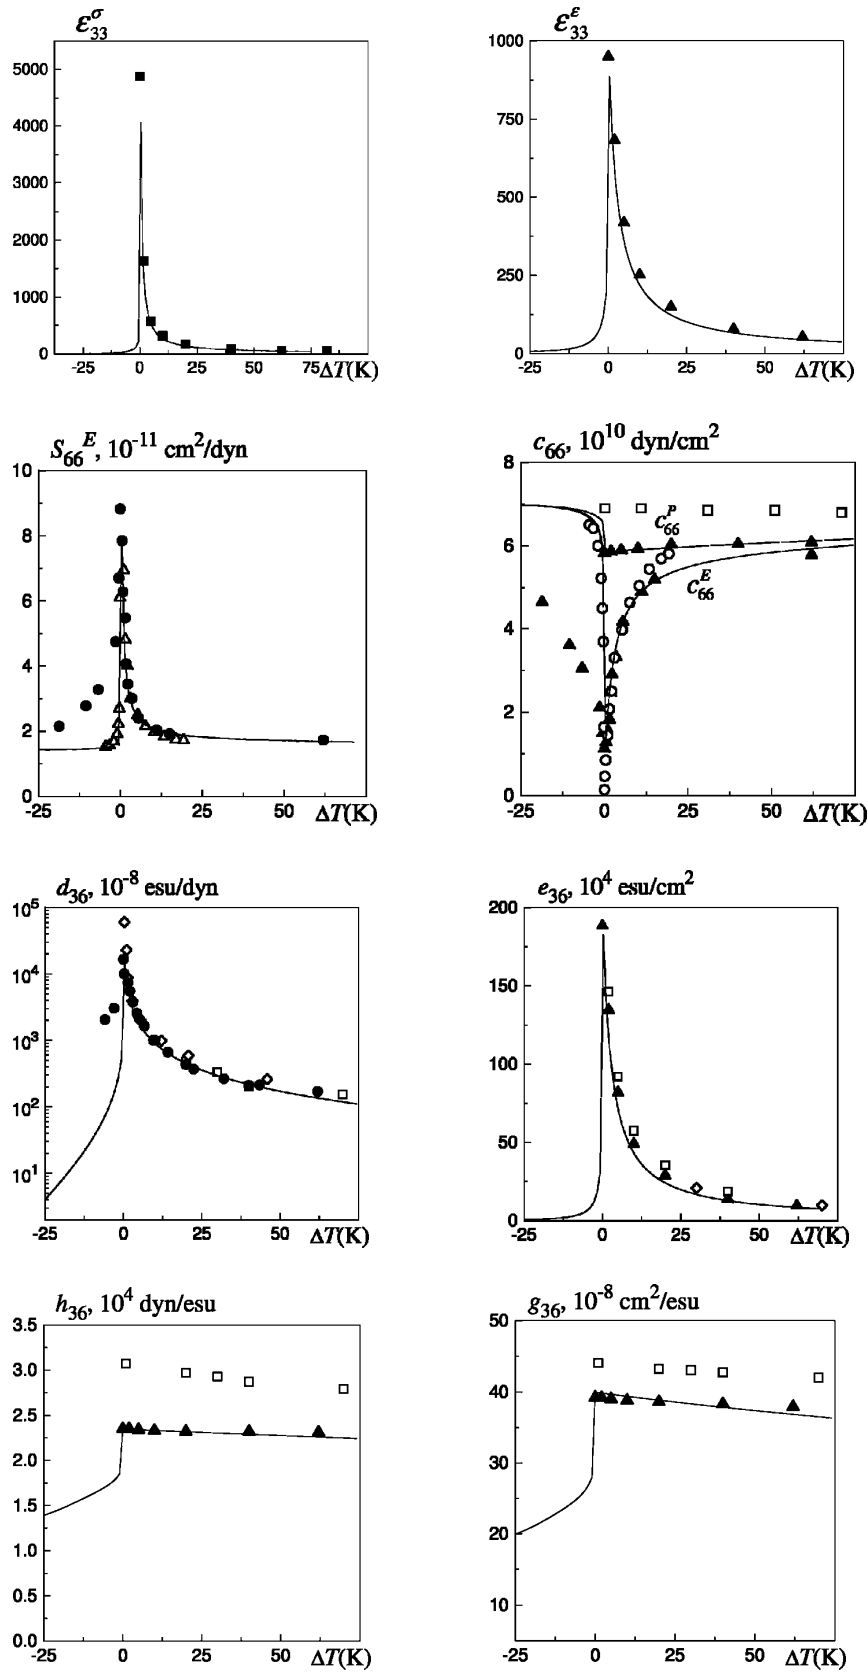 ε₃₃^σ
5000
4000
3000
2000
1000
0
-25 0 25 50 75 ΔT(K)
ε₃₃^ε
1000
750
500
250
0
-25 0 25 50 ΔT(K)
S₆₆^E, 10⁻¹¹ cm²/dyn
10
8
6
4
2
0
-25 0 50 ΔT(K)
c₆₆, 10¹⁰ dyn/cm²
8
6
4
2
0
c₆₆^P
c₆₆^E
-25 0 25 50 ΔT(K)
d₃₆, 10⁻⁸ esu/dyn
10⁵
10⁴
10³
10²
10¹
-25 0 25 50 ΔT(K)
e₃₆, 10⁴ esu/cm²
200
150
100
50
0
-25 0 25 50 ΔT(K)
h₃₆, 10⁴ dyn/esu
3.5
3.0
2.5
2.0
1.5
1.0
0.5
0.0
-25 0 25 50 ΔT(K)
g₃₆, 10⁻⁸ cm²/esu
50
40
30
20
10
-25 0 25 50 ΔT(K)